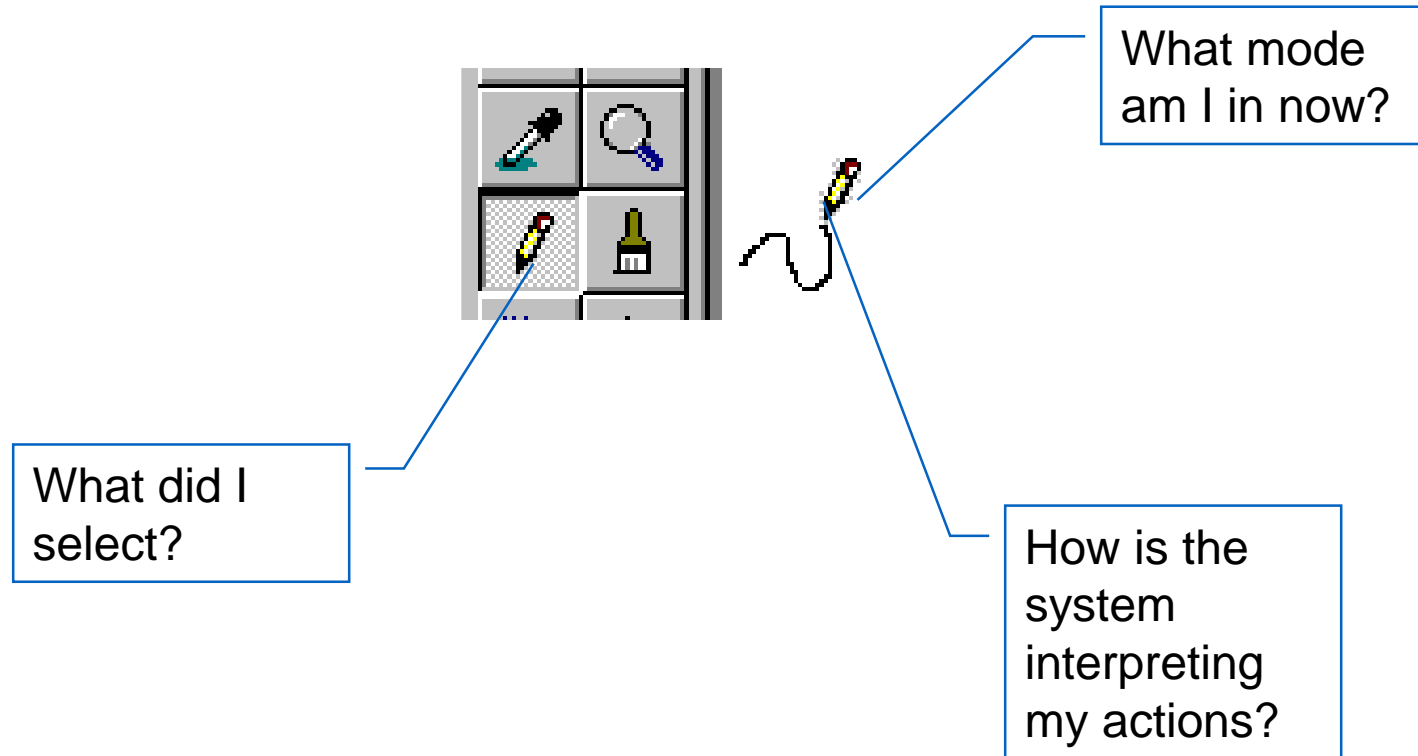 What mode
am I in now?
What did I
select?
How is the
system
interpreting
my actions?